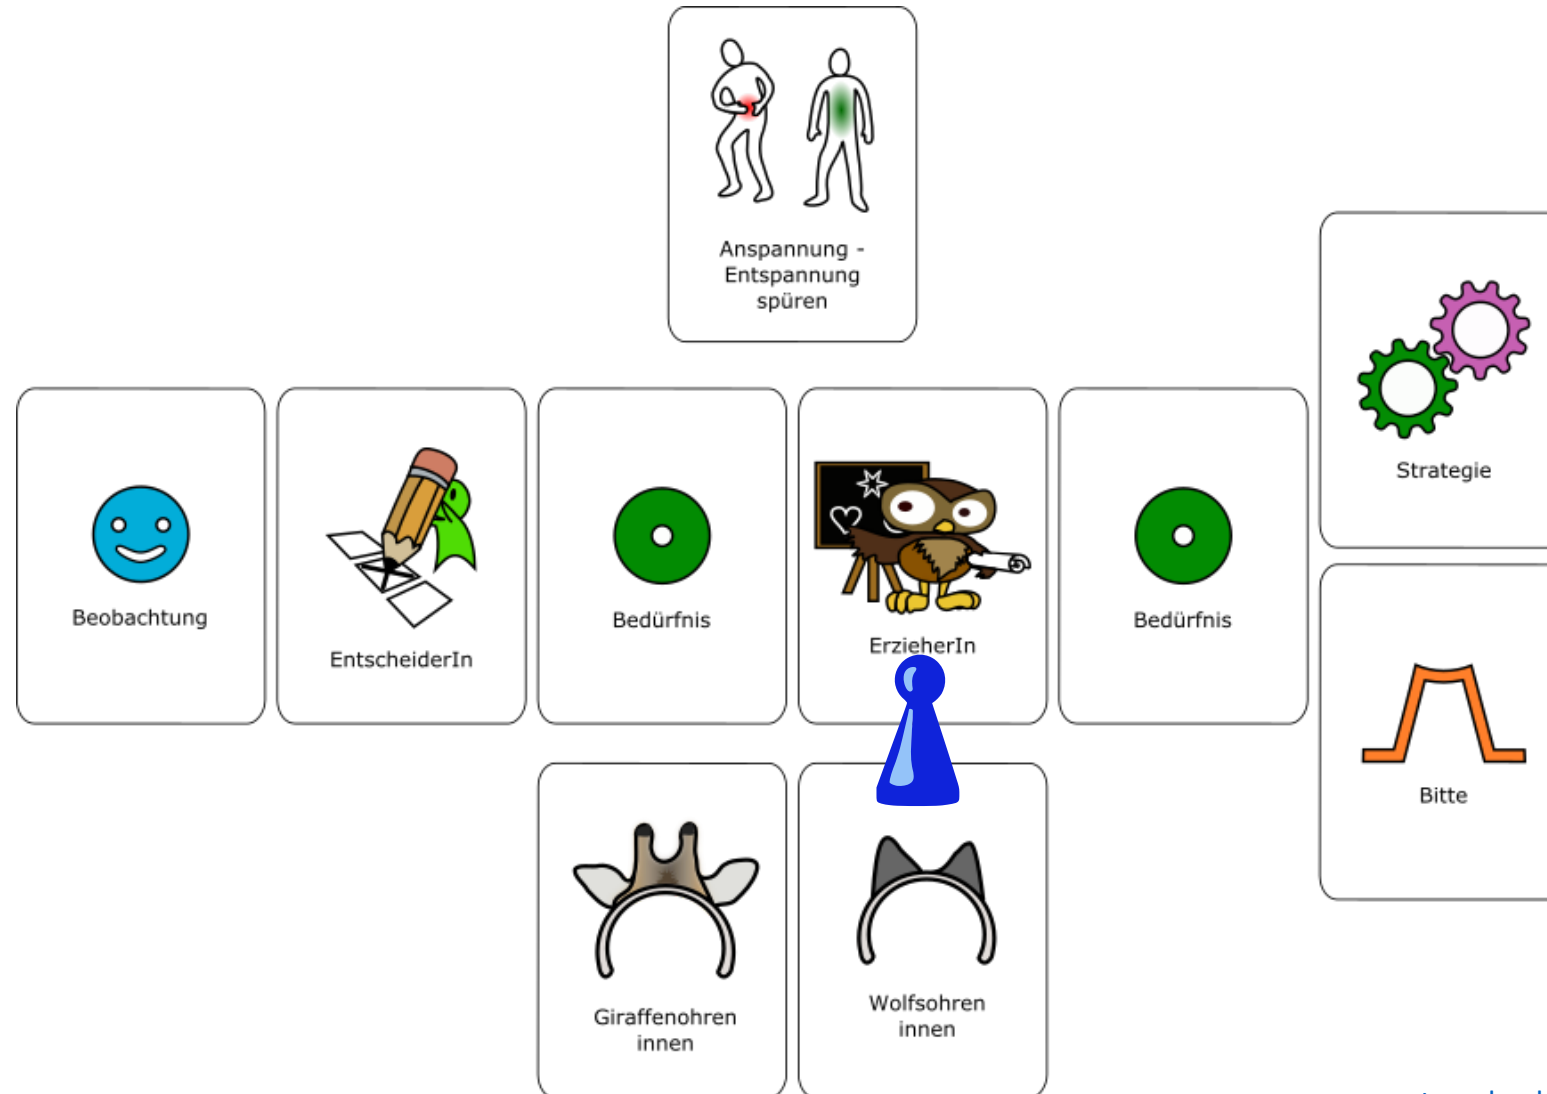 Anspannung -
Entspannung
spüren
Beobachtung
EntscheiderIn
Bedürfnis
ErzieherIn
Bedürfnis
Strategie
Bitte
Giraffenohren
innen
Wolfsohren
innen